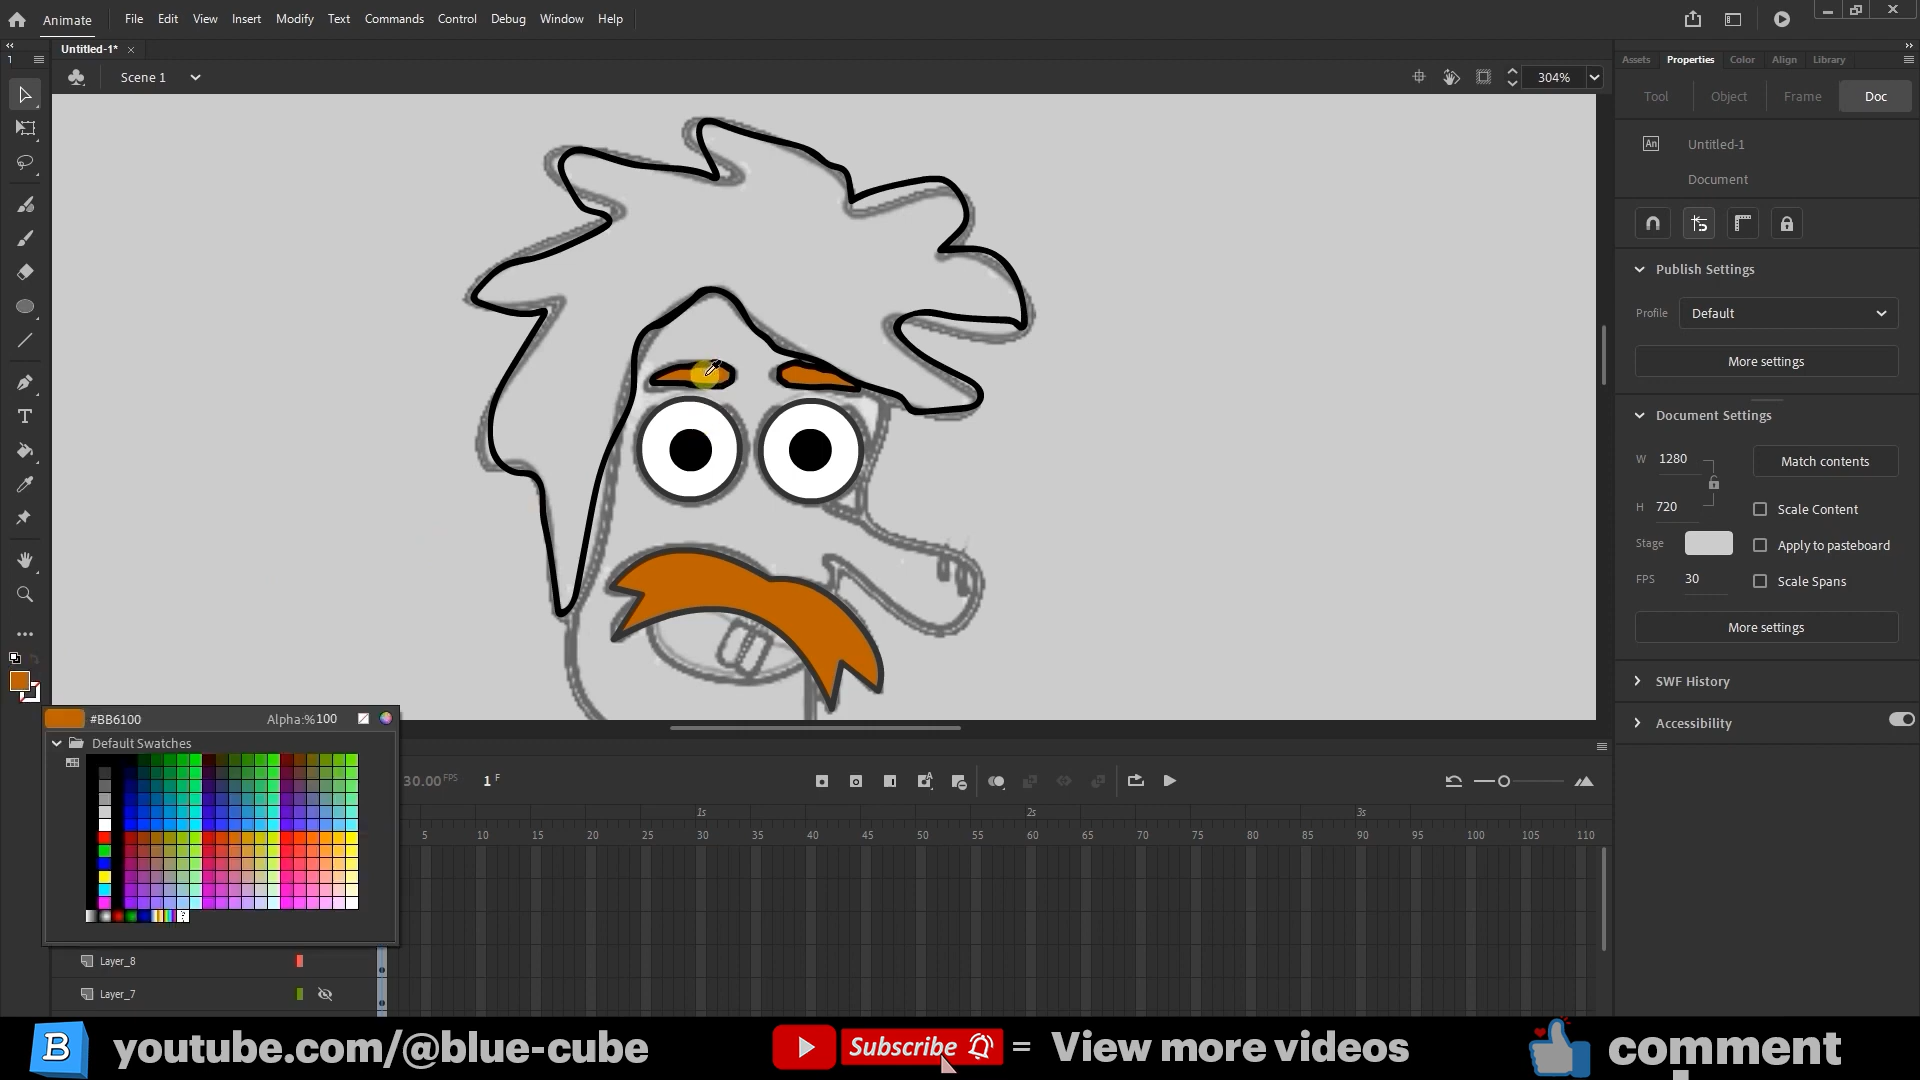 Animate File Edit View Insert Modify Text Commands Control Debug Window Help
Untitled-1*
1
Scene 1
304%
Assets Properties Color Align Library
Tool Object Frame Doc
An Untitled-1
Document
Publish Settings
Profile Default
More settings
Document Settings
W 1280
Match contents
H 720
Scale Content
Stage
Apply to pasteboard
FPS 30
Scale Spans
More settings
SWF History
Accessibility
#BB6100 Alpha:%100
Default Swatches
30.00 FPS 1 F
1s 2s 3s
5 10 15 20 25 30 35 40 45 50 55 60 65 70 75 80 85 90 95 100 105 110
Layer_8
Layer_7
B youtube.com/@blue-cube Subscribe = View more videos comment